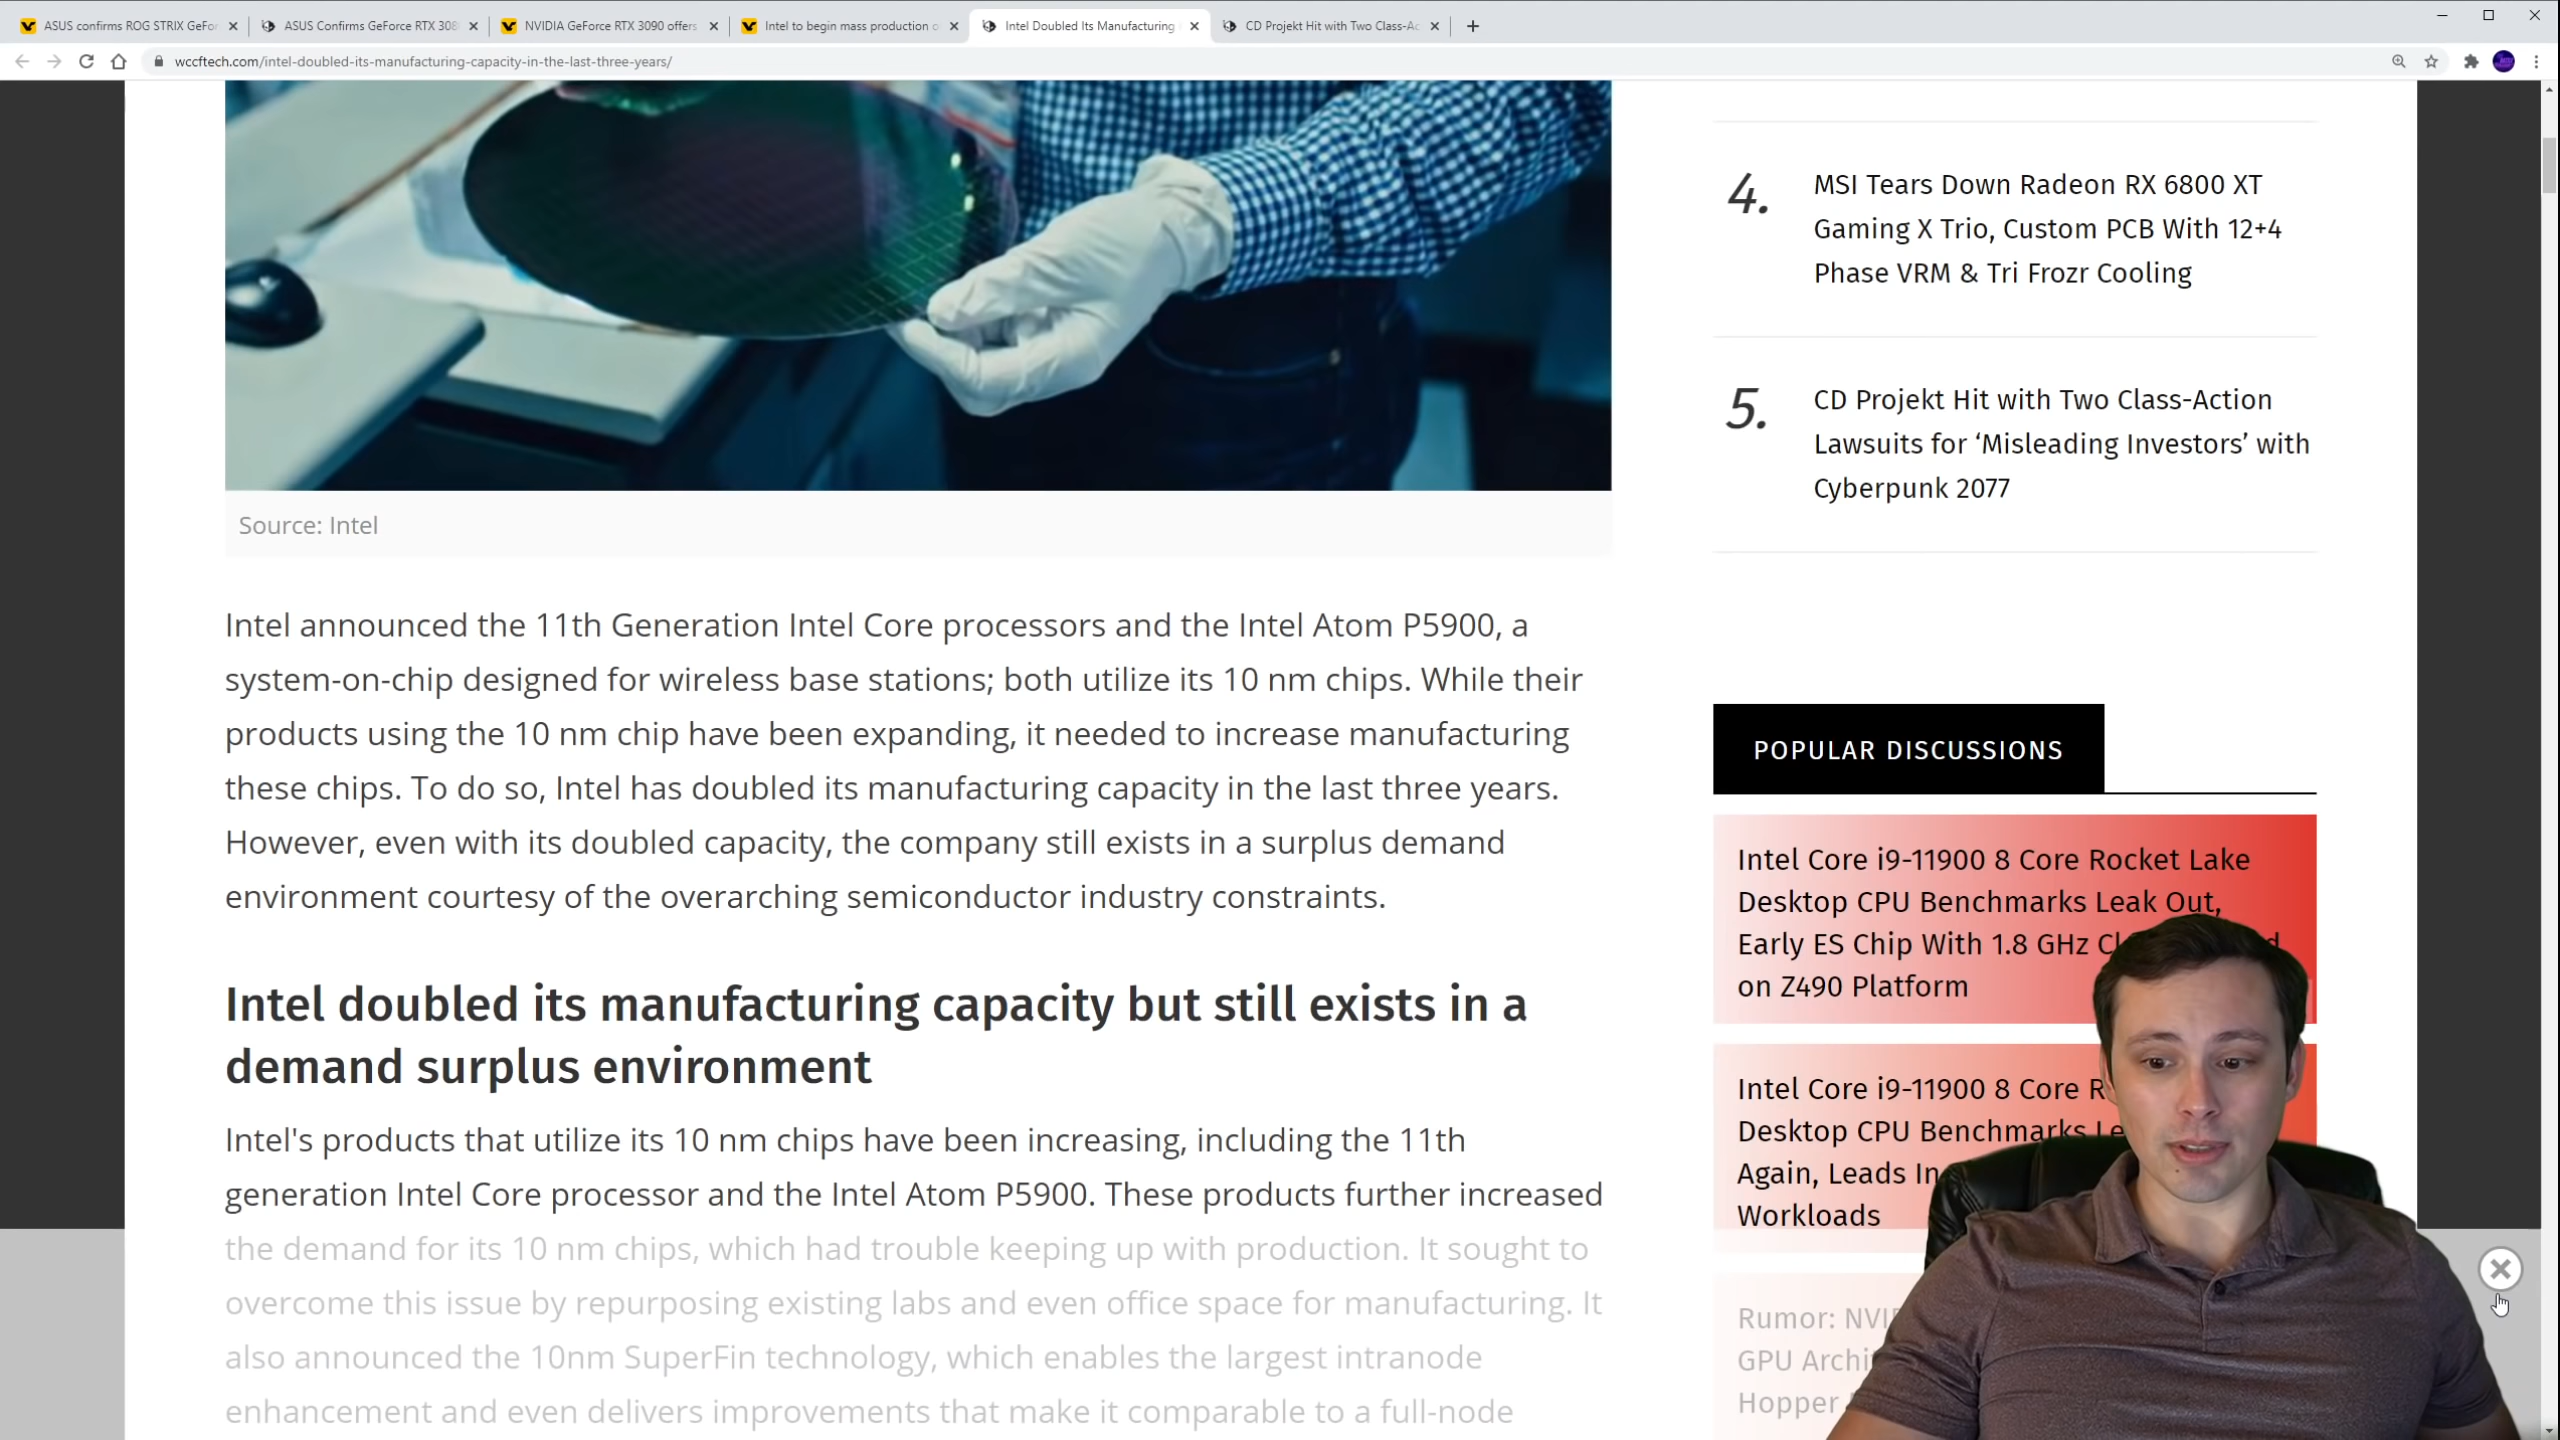 ASUS confirms ROG STRIX GeFor
ASUS Confirms GeForce RTX 308
NVIDIA GeForce RTX 3090 offers
Intel to begin mass production o
Intel Doubled Its Manufacturing
CD Projekt Hit with Two Class-Ac
wccftech.com/intel-doubled-its-manufacturing-capacity-in-the-last-three-years/
Source: Intel
Intel announced the 11th Generation Intel Core processors and the Intel Atom P5900, a
system-on-chip designed for wireless base stations; both utilize its 10 nm chips. While their
products using the 10 nm chip have been expanding, it needed to increase manufacturing
these chips. To do so, Intel has doubled its manufacturing capacity in the last three years.
However, even with its doubled capacity, the company still exists in a surplus demand
environment courtesy of the overarching semiconductor industry constraints.
Intel doubled its manufacturing capacity but still exists in a
demand surplus environment
Intel's products that utilize its 10 nm chips have been increasing, including the 11th
generation Intel Core processor and the Intel Atom P5900. These products further increased
the demand for its 10 nm chips, which had trouble keeping up with production. It sought to
overcome this issue by repurposing existing labs and even office space for manufacturing. It
also announced the 10nm SuperFin technology, which enables the largest intranode
enhancement and even delivers improvements that make it comparable to a full-node
4.
MSI Tears Down Radeon RX 6800 XT
Gaming X Trio, Custom PCB With 12+4
Phase VRM & Tri Frozr Cooling
5.
CD Projekt Hit with Two Class-Action
Lawsuits for ‘Misleading Investors’ with
Cyberpunk 2077
POPULAR DISCUSSIONS
Intel Core i9-11900 8 Core Rocket Lake
Desktop CPU Benchmarks Leak Out,
Early ES Chip With 1.8 GHz
on Z490 Platform
Intel Core i9-11900 8 Core R
Desktop CPU Benchmarks Le
Again, Leads In
Workloads
Rumor: NVI
GPU Archi
Hopper